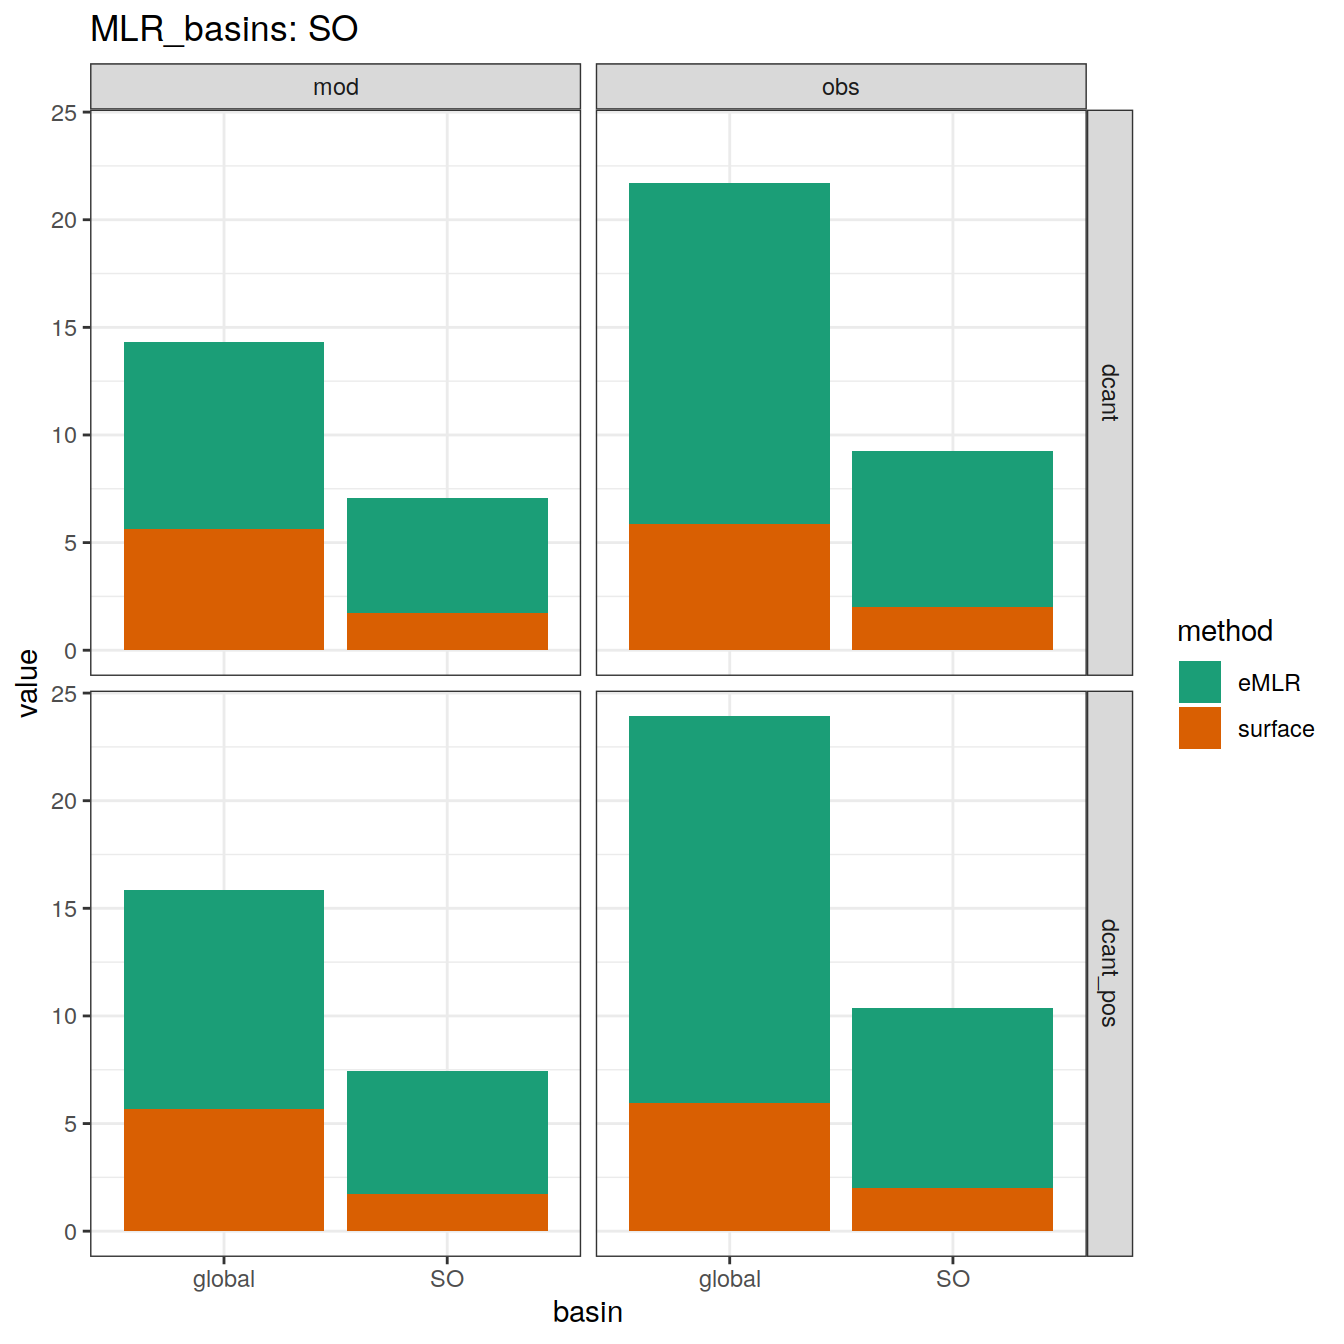 MLR_basins: SO
mod
obs
25
20
15
10
5
0
dcant
value
25
20
15
10
5
0
dcant_pos
global
SO
global
SO
basin
method
eMLR
surface